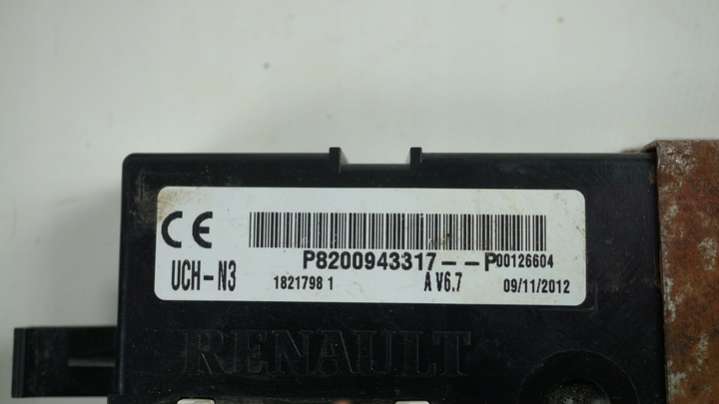 CE
P8200943317--P00126604
UCH-N3 1821798 1 A V6.7 09/11/2012
RENAULT